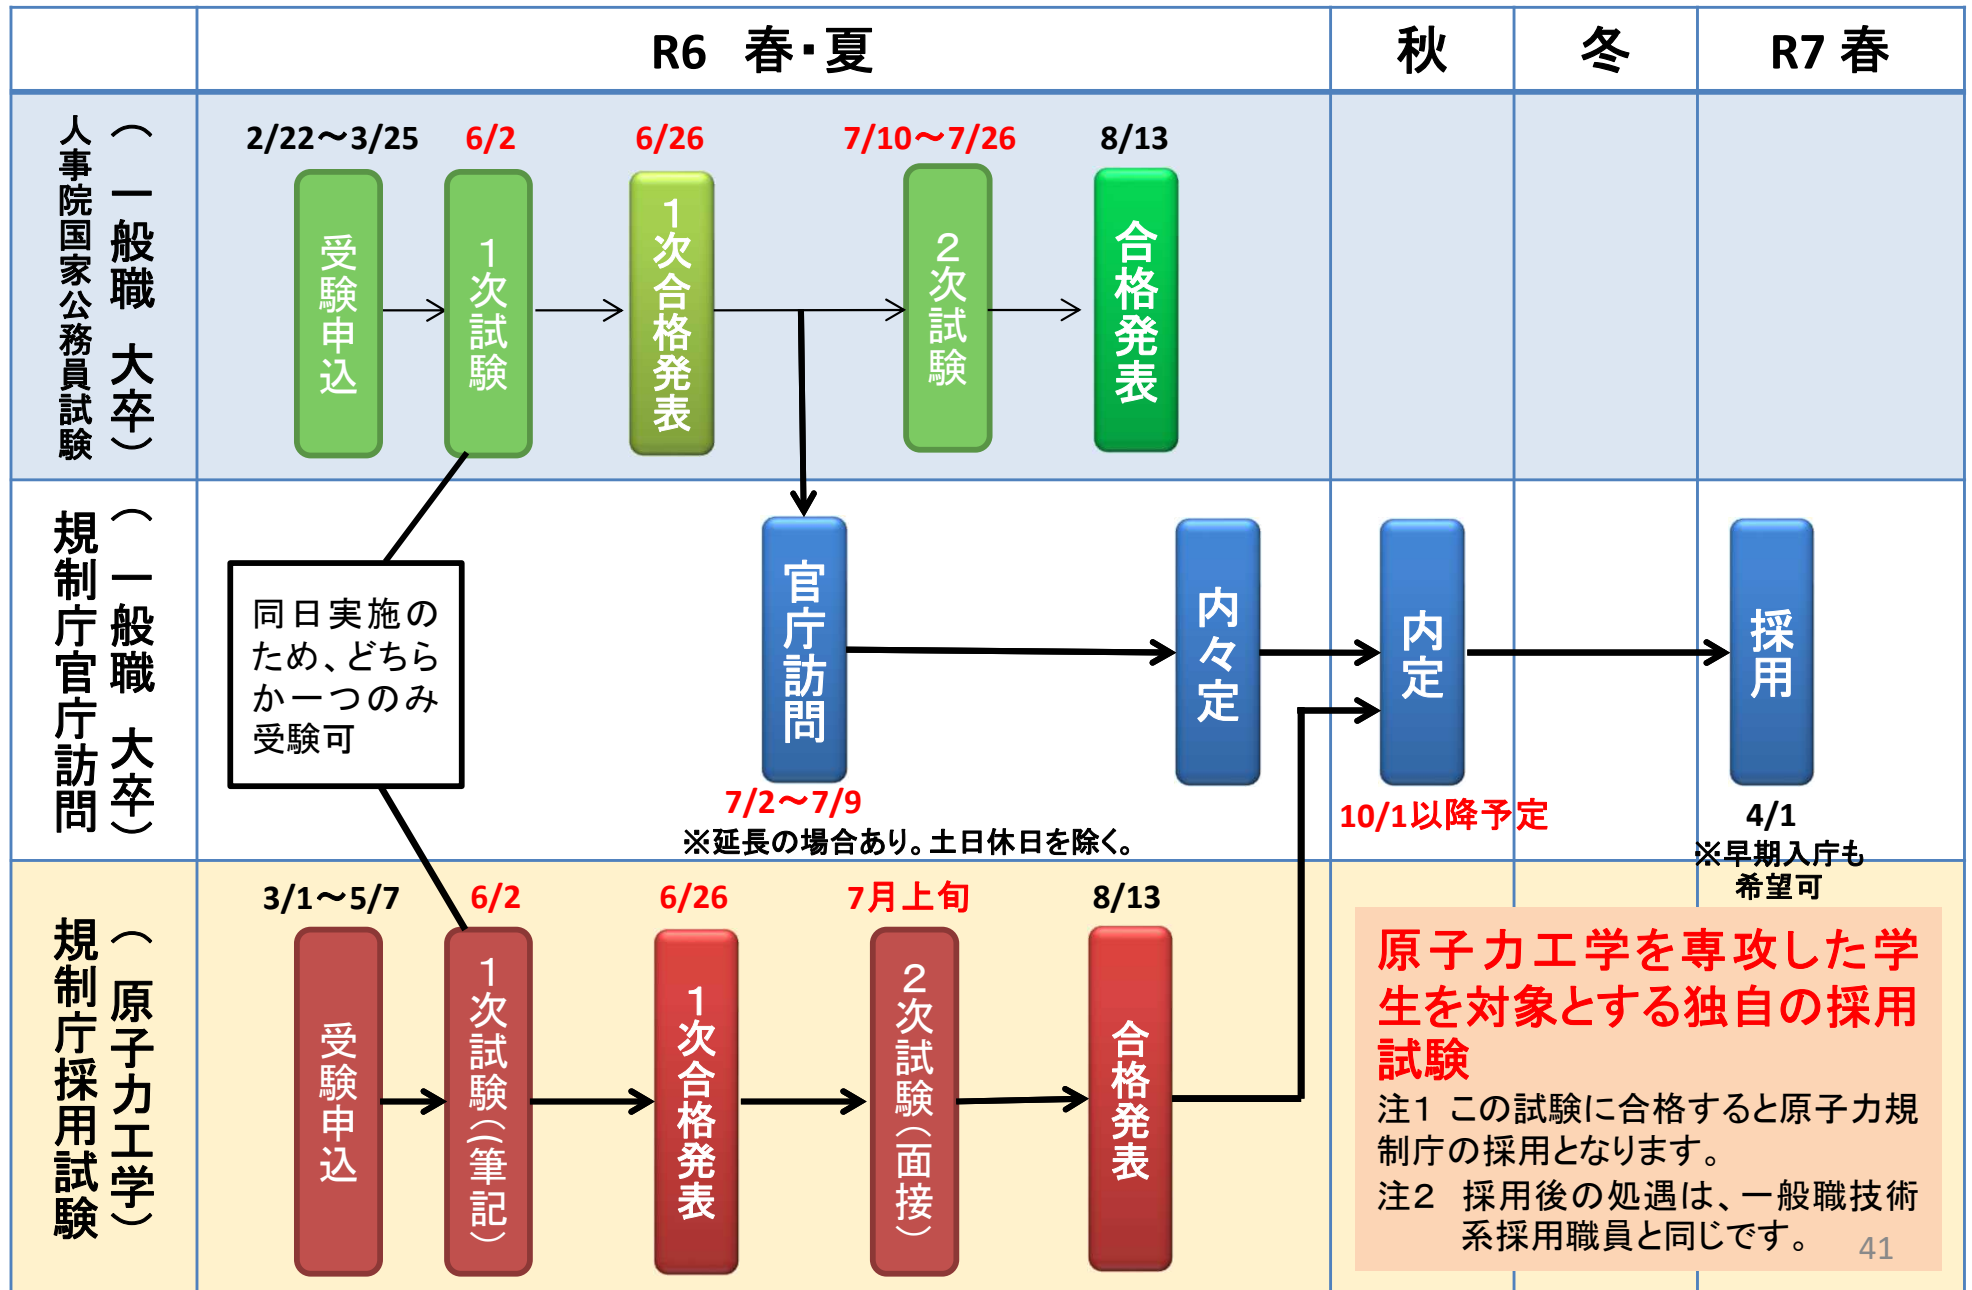 R6 春・夏
秋
冬
R7 春
人事院国家公務員試験
（一般職 大卒）
2/22～3/25
6/2
6/26
7/10～7/26
8/13
受験申込
1次試験
1次合格発表
2次試験
合格発表
規制庁官庁訪問
（一般職 大卒）
同日実施の
ため、どちら
か一つのみ
受験可
官庁訪問
内々定
内定
採用
7/2～7/9
※延長の場合あり。土日休日を除く。
10/1以降予定
4/1
※早期入庁も
希望可
規制庁採用試験
（原子力工学）
3/1～5/7
6/2
6/26
7月上旬
8/13
受験申込
1次試験（(筆記）
1次合格発表
2次試験（面接）
合格発表
原子力工学を専攻した学
生を対象とする独自の採用
試験
注1 この試験に合格すると原子力規
制庁の採用となります。
注2 採用後の処遇は、一般職技術
系採用職員と同じです。
41